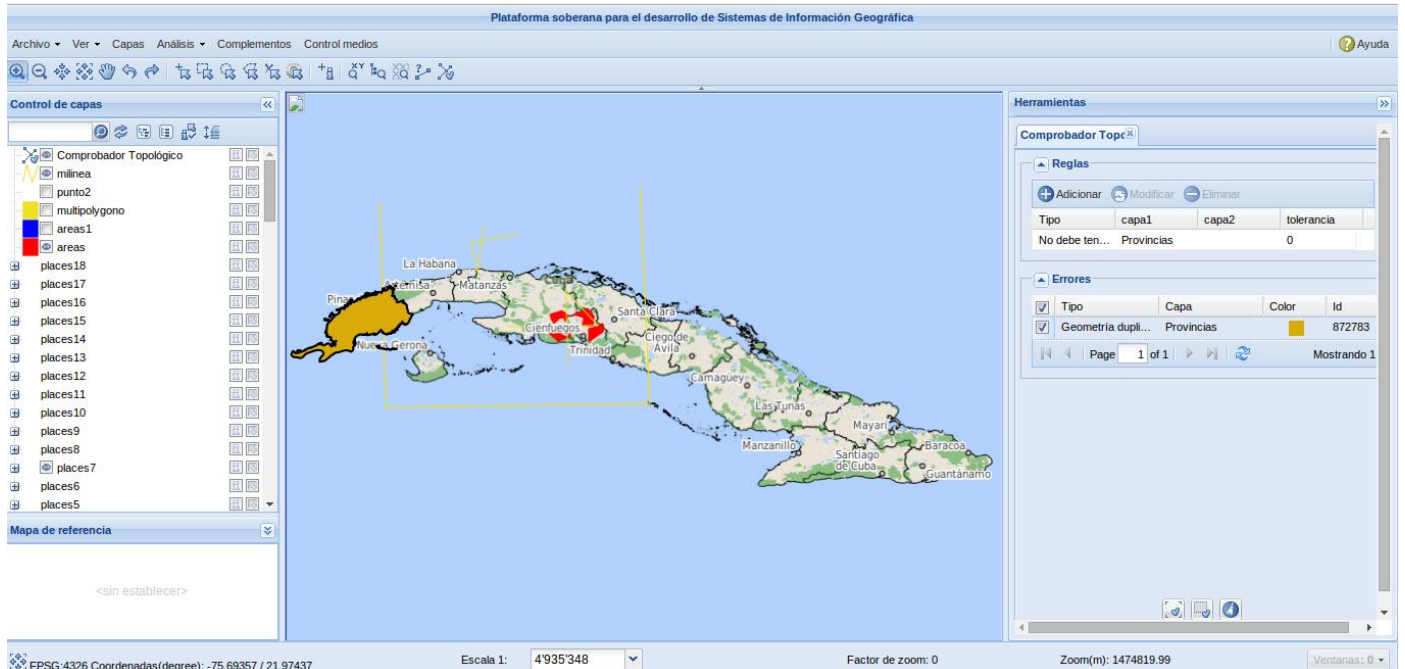 Plataforma soberana para el desarrollo de Sistemas de Información Geográfica
Archivo Ver Capas Análisis Complementos Control medios Ayuda
Control de capas
Comprobador Topológico
milinea
punto2
multipolygono
areas1
areas
places18
places17
places16
places15
places14
places13
places12
places11
places10
places9
places8
places7
places6
places5
Mapa de referencia
<sin establecer>
La Habana
Artemisa
Matanzas
Cuba
Pinar
Santa Clara
Cienfuegos
Nueva Gerona
Trinidad
Ciego de
Ávila
Camagüey
Las Tunas
Mayarí
Manzanillo
Baracoa
Santiago
de Cuba
Guantánamo
Herramientas
Comprobador Topc
Reglas
Adicionar Modificar Eliminar
Tipo capa1 capa2 tolerancia
No debe ten... Provincias 0
Errores
Tipo Capa Color Id
Geometría dupli... Provincias 872783
Page 1 of 1 Mostrando 1
EPSG:4326 Coordenadas(degree): -75.69357 / 21.97437 Escala 1: 4'935'348 Factor de zoom: 0 Zoom(m): 1474819.99 Ventanas: 0